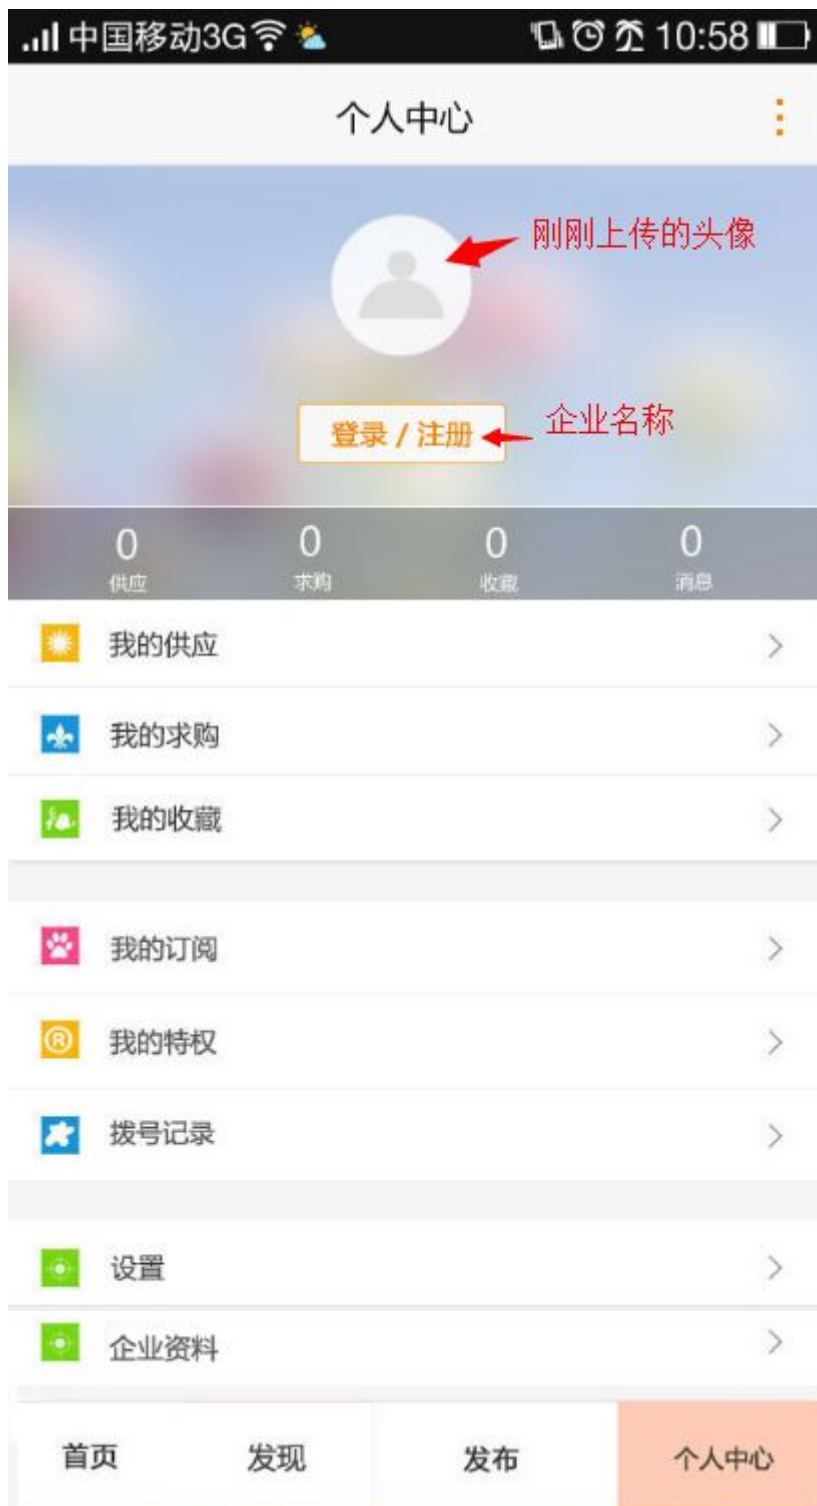 中国移动3G 10:58
个人中心
刚刚上传的头像
登录 / 注册
企业名称
0 0 0 0
供应 求购 收藏 消息
我的供应
我的求购
我的收藏
我的订阅
® 我的特权
拨号记录
设置
企业资料
首页 发现 发布 个人中心